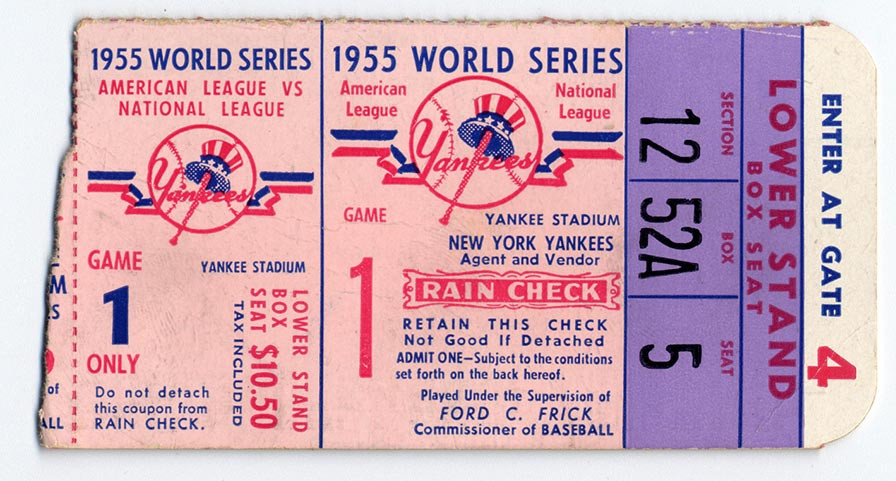 1955 WORLD SERIES
AMERICAN LEAGUE VS
NATIONAL LEAGUE
Yankees
GAME
1
ONLY
YANKEE STADIUM
LOWER STAND
BOX
SEAT $10.50
TAX INCLUDED
Do not detach
this coupon from
RAIN CHECK.
of
ALL
1955 WORLD SERIES
American
League
National
League
Yankees
GAME
1
YANKEE STADIUM
NEW YORK YANKEES
Agent and Vendor
RAIN CHECK
RETAIN THIS CHECK
Not Good if Detached
ADMIT ONE—Subject to the conditions
set forth on the back hereof.
Played Under the Supervision of
FORD C. FRICK
Commissioner of BASEBALL
SECTION
12
BOX
52A
SEAT
5
LOWER STAND
BOX SEAT
ENTER AT GATE 4